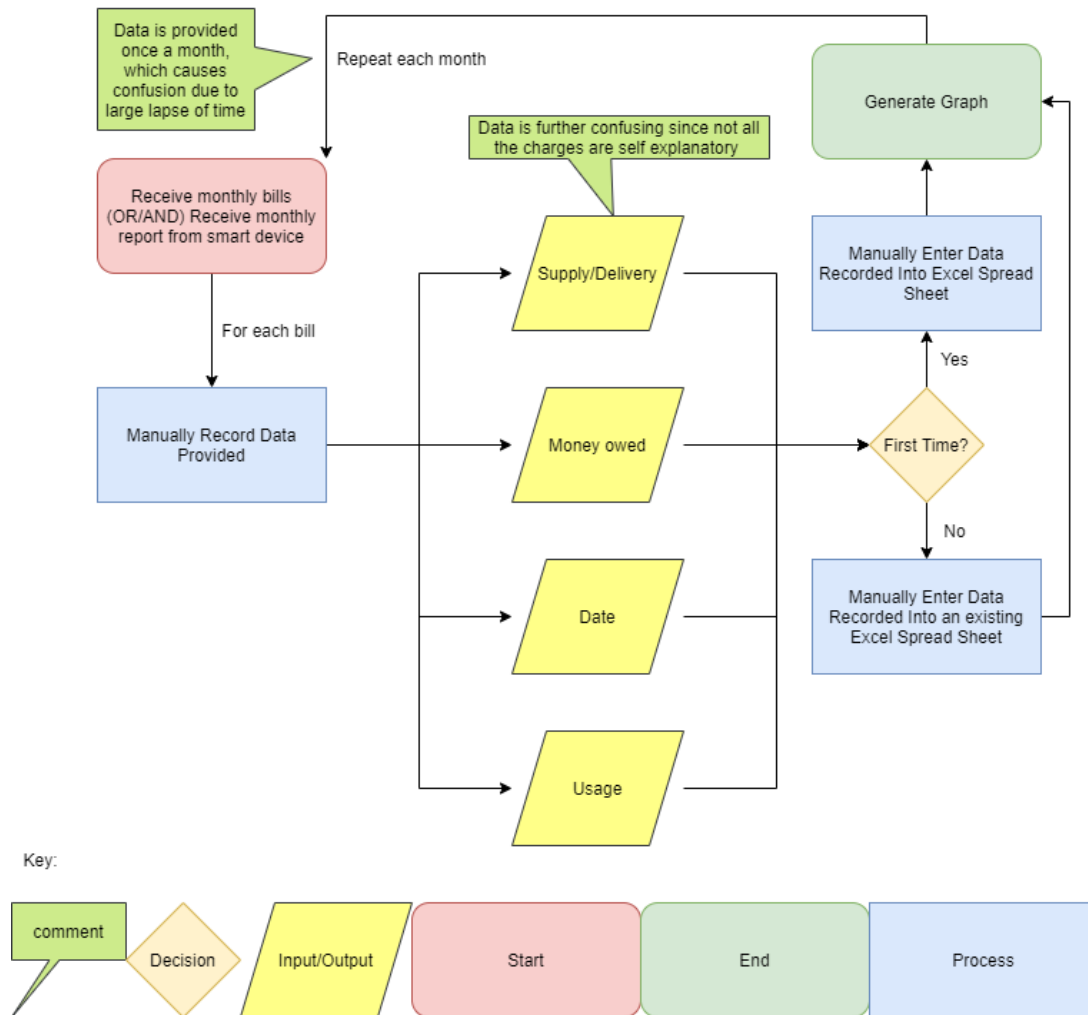 Data is provided
once a month,
which causes
confusion due to
large lapse of time
Repeat each month
Generate Graph
Data is further confusing since not all
the charges are self explanatory
Receive monthly bills
(OR/AND) Receive monthly
report from smart device
Supply/Delivery
Manually Enter Data
Recorded Into Excel Spread
Sheet
For each bill
Yes
Manually Record Data
Provided
Money owed
First Time?
No
Date
Manually Enter Data
Recorded Into an existing
Excel Spread Sheet
Usage
Key:
comment
Decision
Input/Output
Start
End
Process